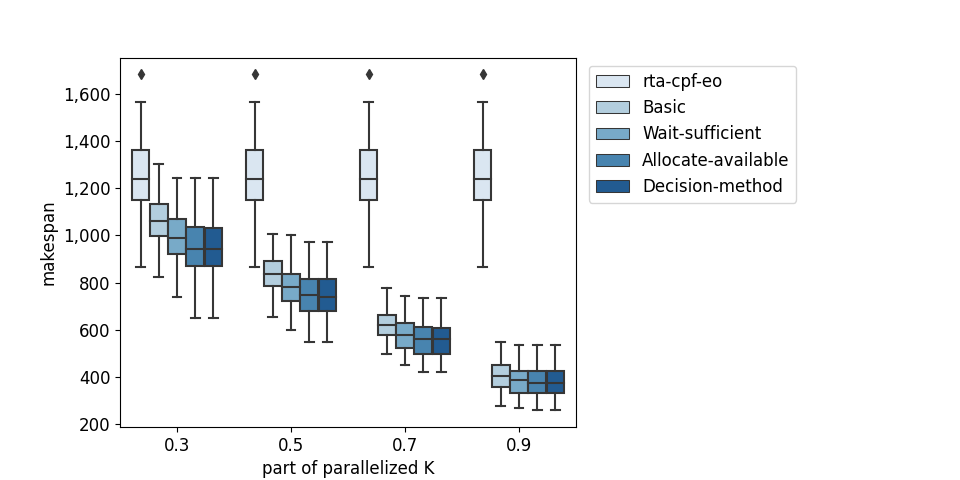 1,600
1,400
1,200
1,000
800
600
400
200
makespan
0.3 0.5 0.7 0.9
part of parallelized K
rta-cpf-eo
Basic
Wait-sufficient
Allocate-available
Decision-method